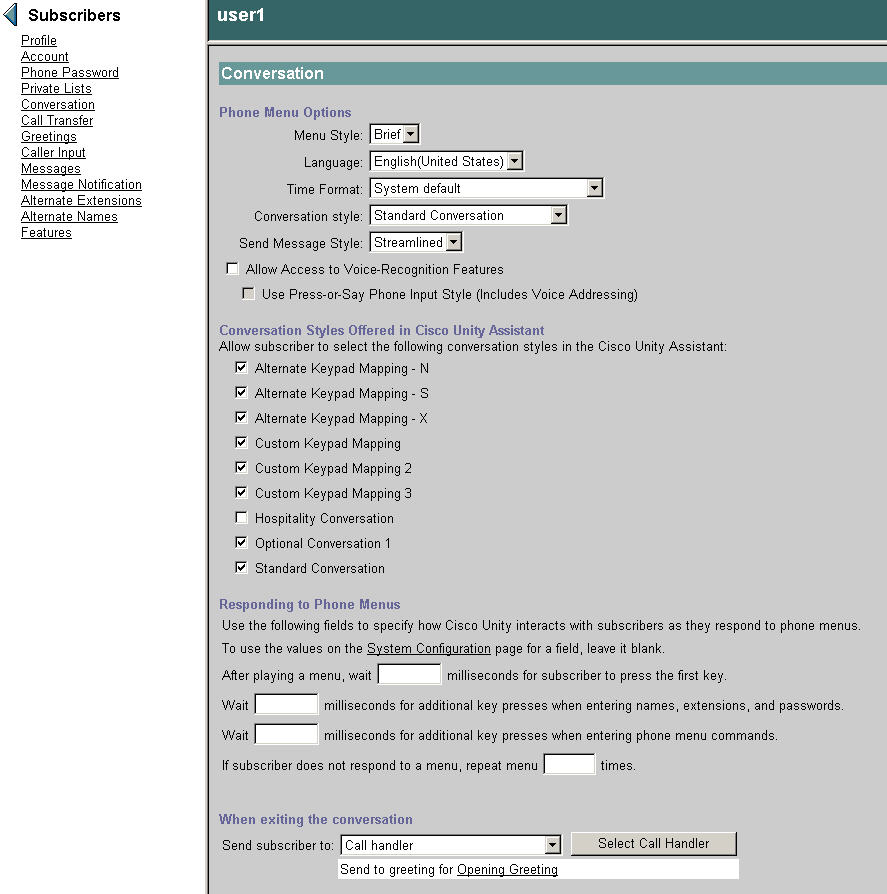 Subscribers
Profile
Account
Phone Password
Private Lists
Conversation
Call Transfer
Greetings
Caller Input
Messages
Message Notification
Alternate Extensions
Alternate Names
Features
user1
Conversation
Phone Menu Options
Menu Style: Brief
Language: English(United States)
Time Format: System default
Conversation style: Standard Conversation
Send Message Style: Streamlined
Allow Access to Voice-Recognition Features
Use Press-or-Say Phone Input Style (Includes Voice Addressing)
Conversation Styles Offered in Cisco Unity Assistant
Allow subscriber to select the following conversation styles in the Cisco Unity Assistant:
Alternate Keypad Mapping - N
Alternate Keypad Mapping - S
Alternate Keypad Mapping - X
Custom Keypad Mapping
Custom Keypad Mapping 2
Custom Keypad Mapping 3
Hospitality Conversation
Optional Conversation 1
Standard Conversation
Responding to Phone Menus
Use the following fields to specify how Cisco Unity interacts with subscribers as they respond to phone menus.
To use the values on the System Configuration page for a field, leave it blank.
After playing a menu, wait milliseconds for subscriber to press the first key.
Wait milliseconds for additional key presses when entering names, extensions, and passwords.
Wait milliseconds for additional key presses when entering phone menu commands.
If subscriber does not respond to a menu, repeat menu times.
When exiting the conversation
Send subscriber to: Call handler Select Call Handler
Send to greeting for Opening Greeting